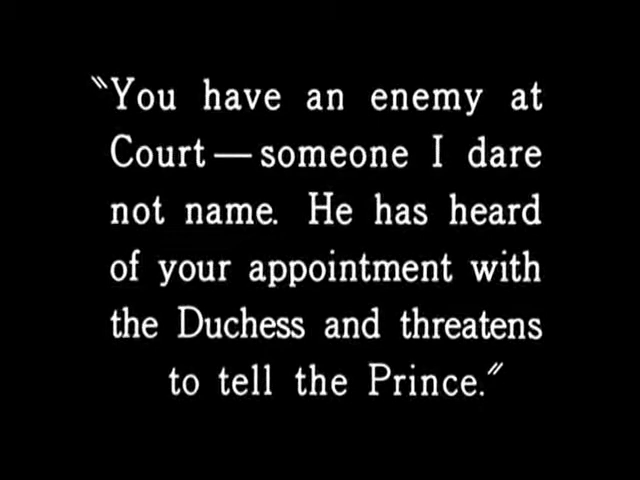 "You have an enemy at
Court — someone I dare
not name. He has heard
of your appointment with
the Duchess and threatens
to tell the Prince."